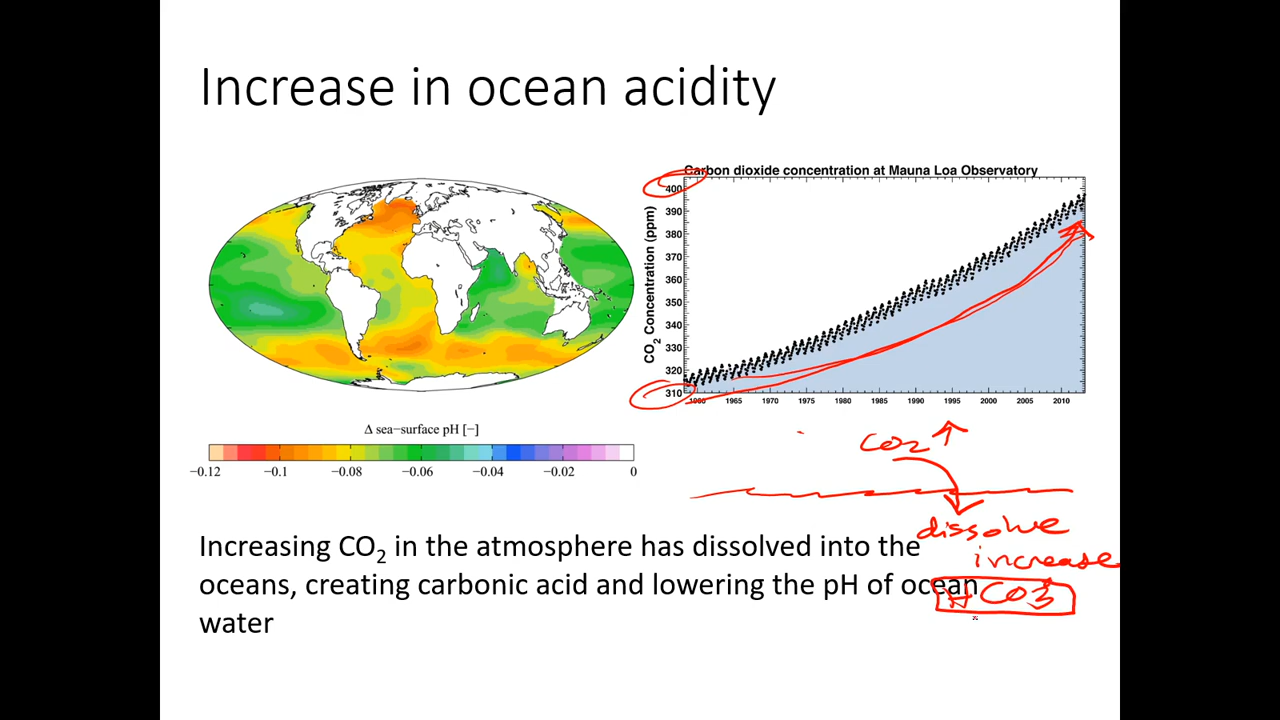 Increase in ocean acidity
Carbon dioxide concentration at Mauna Loa Observatory
CO2 Concentration (ppm)
400
390
380
370
360
350
340
330
320
310
1960 1965 1970 1975 1980 1985 1990 1995 2000 2005 2010
Δ sea−surface pH [−]
−0.12 −0.1 −0.08 −0.06 −0.04 −0.02 0
CO2 ↑
dissolve
increase
HCO3
Increasing CO2 in the atmosphere has dissolved into the
oceans, creating carbonic acid and lowering the pH of ocean
water